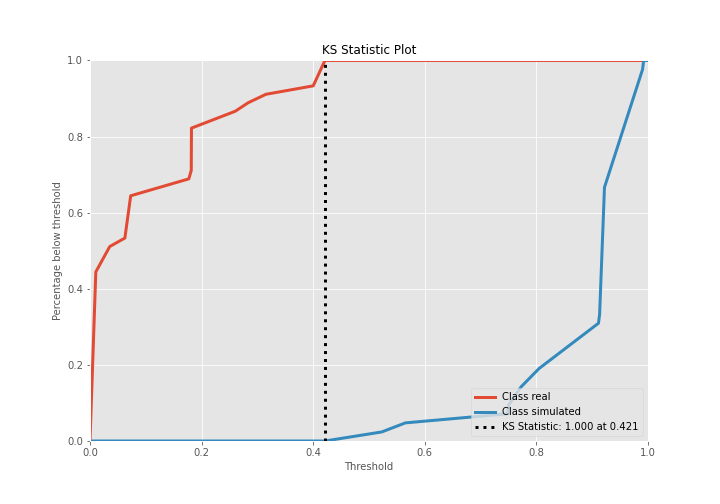 KS Statistic Plot
1.0
0.8
0.6
0.4
0.2
0.0
Percentage below threshold
Class real
Class simulated
KS Statistic: 1.000 at 0.421
0.0 0.2 0.4 0.6 0.8 1.0
Threshold